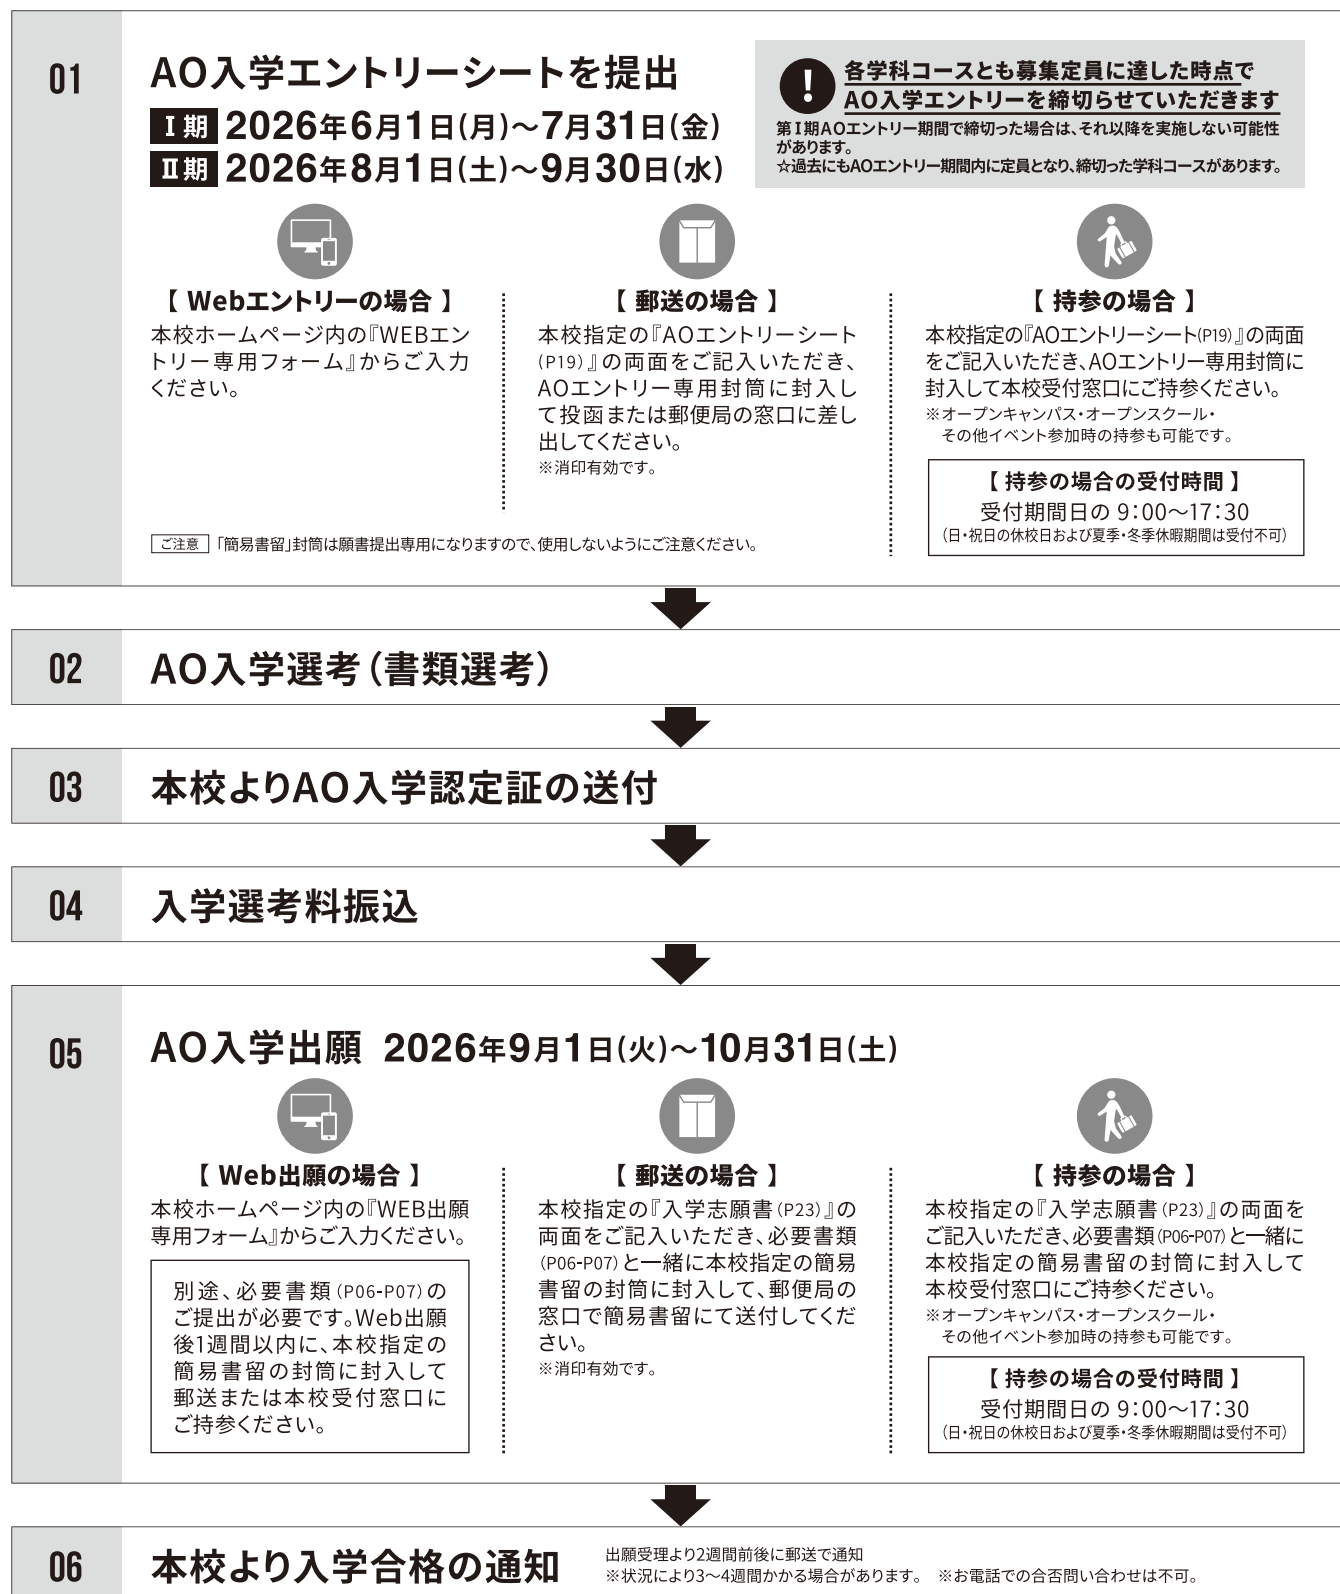 01
AO入学エントリーシートを提出
I期 2026年6月1日(月)～7月31日(金)
II期 2026年8月1日(土)～9月30日(水)
!
各学科コースとも募集定員に達した時点で
AO入学エントリーを締切らせていただきます
第I期AOエントリー期間で締切った場合は、それ以降を実施しない可能性
があります。
☆過去にもAOエントリー期間内に定員となり、締切った学科コースがあります。
【 Webエントリーの場合 】
本校ホームページ内の『WEBエン
トリー専用フォーム』からご入力
ください。
【 郵送の場合 】
本校指定の『AOエントリーシート
(P19)』の両面をご記入いただき、
AOエントリー専用封筒に封入し
て投函または郵便局の窓口に差し
出してください。
※消印有効です。
【 持参の場合 】
本校指定の『AOエントリーシート(P19)』の両面
をご記入いただき、AOエントリー専用封筒に
封入して本校受付窓口にご持参ください。
※オープンキャンパス・オープンスクール・
その他イベント参加時の持参も可能です。
【 持参の場合の受付時間 】
受付期間日の 9:00～17:30
(日・祝日の休校日および夏季・冬季休暇期間は受付不可)
ご注意 「簡易書留」封筒は願書提出専用になりますので、使用しないようにご注意ください。
02
AO入学選考(書類選考)
03
本校よりAO入学認定証の送付
04
入学選考料振込
05
AO入学出願 2026年9月1日(火)～10月31日(土)
【 Web出願の場合 】
本校ホームページ内の『WEB出願
専用フォーム』からご入力ください。
別途、必要書類(P06-P07)の
ご提出が必要です。Web出願
後1週間以内に、本校指定の
簡易書留の封筒に封入して
郵送または本校受付窓口に
ご持参ください。
【 郵送の場合 】
本校指定の『入学志願書(P23)』の
両面をご記入いただき、必要書類
(P06-P07)と一緒に本校指定の簡易
書留の封筒に封入して、郵便局の
窓口で簡易書留にて送付してくだ
さい。
※消印有効です。
【 持参の場合 】
本校指定の『入学志願書(P23)』の両面を
ご記入いただき、必要書類(P06-P07)と一緒に
本校指定の簡易書留の封筒に封入して
本校受付窓口にご持参ください。
※オープンキャンパス・オープンスクール・
その他イベント参加時の持参も可能です。
【 持参の場合の受付時間 】
受付期間日の 9:00～17:30
(日・祝日の休校日および夏季・冬季休暇期間は受付不可)
06
本校より入学合格の通知
出願受理より2週間前後に郵送で通知
※状況により3～4週間かかる場合があります。 ※お電話での合否問い合わせは不可。